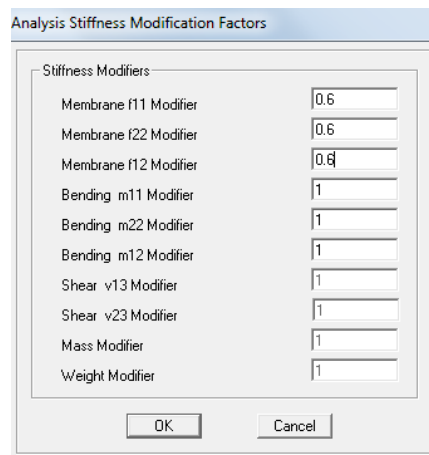 Analysis Stiffness Modification Factors
Stiffness Modifiers
Membrane f11 Modifier 0.6
Membrane f22 Modifier 0.6
Membrane f12 Modifier 0.6
Bending m11 Modifier 1
Bending m22 Modifier 1
Bending m12 Modifier 1
Shear v13 Modifier 1
Shear v23 Modifier 1
Mass Modifier 1
Weight Modifier 1
OK Cancel